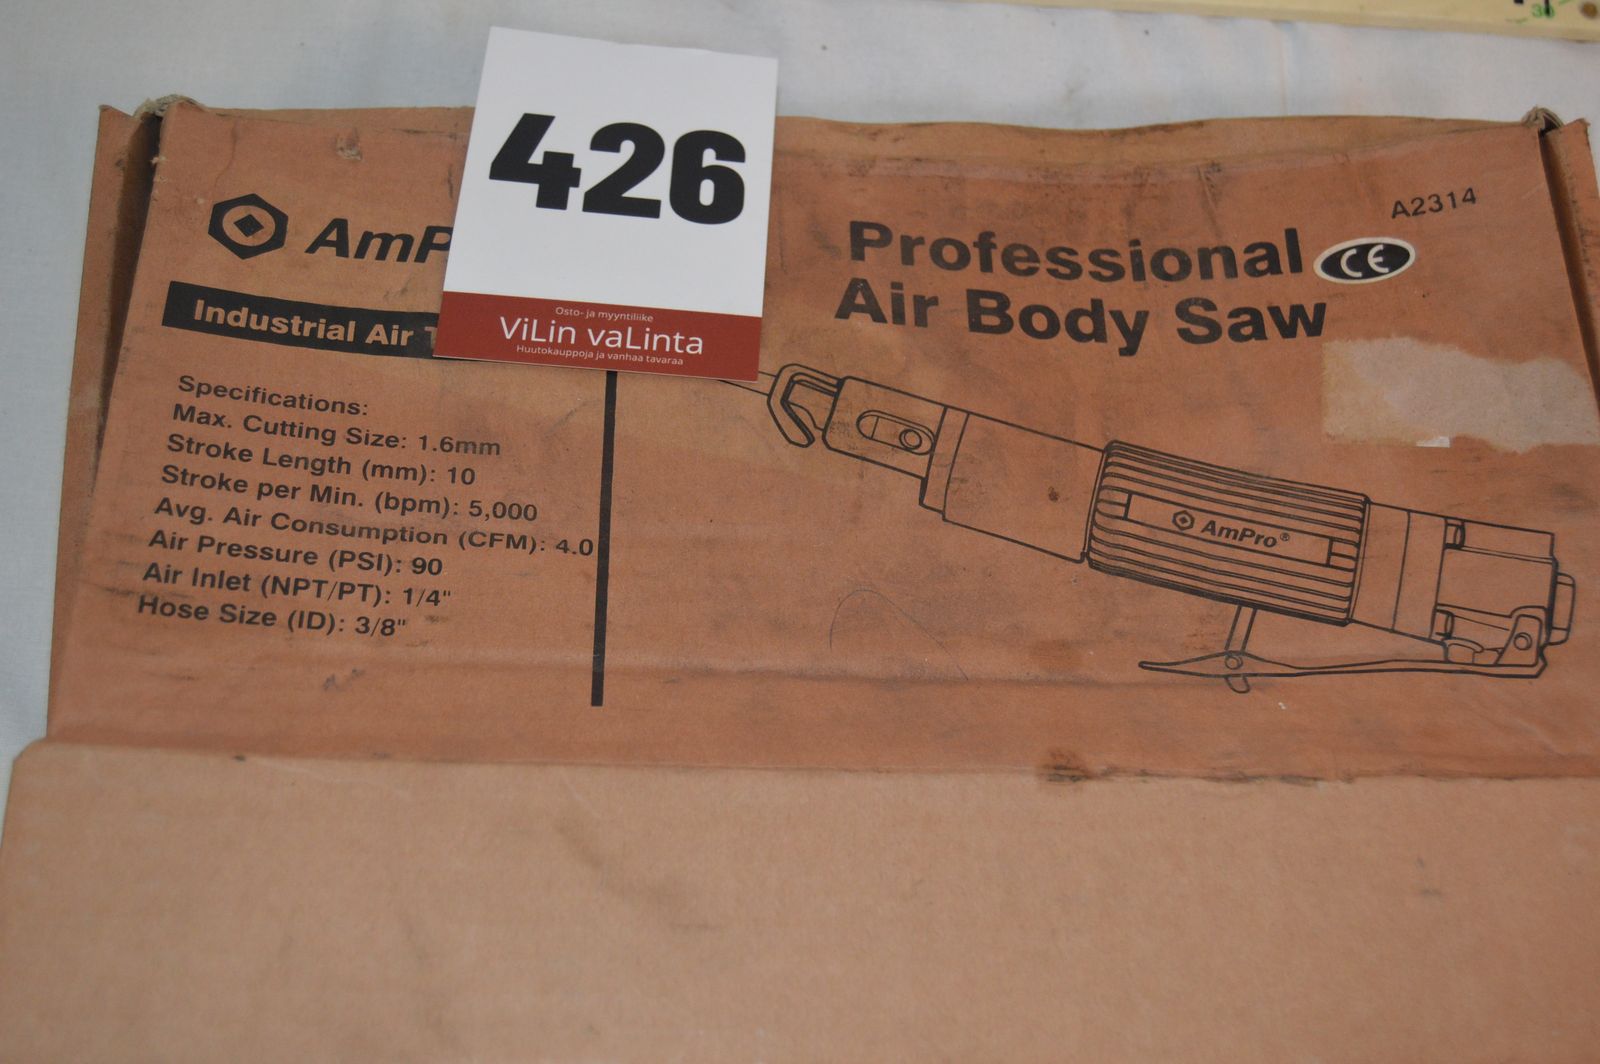 426
Osto- ja myyntiliike
ViLin vaLinta
Huutokauppoja ja vanhaa tavaraa
A2314
Professional CE
Air Body Saw
Industrial Air
Specifications:
Max. Cutting Size: 1.6mm
Stroke Length (mm): 10
Stroke per Min. (bpm): 5,000
Avg. Air Consumption (CFM): 4.0
Air Pressure (PSI): 90
Air Inlet (NPT/PT): 1/4"
Hose Size (ID): 3/8"
AmPro®
30